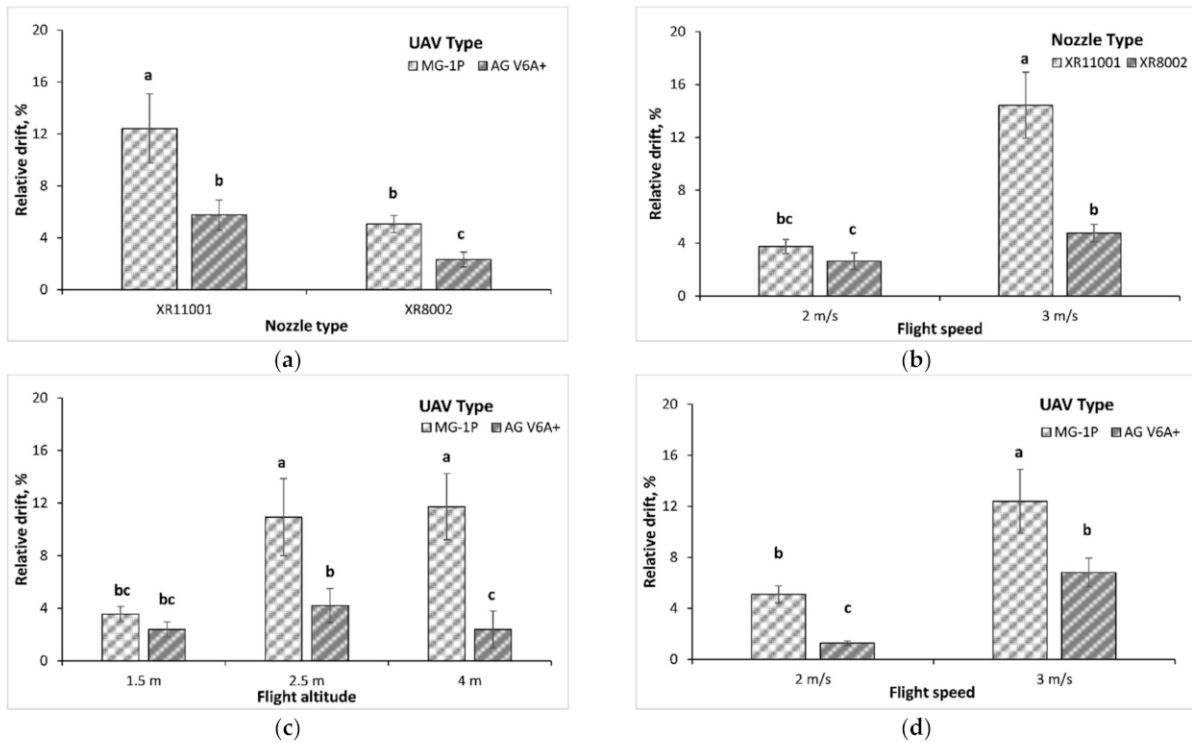 20
16
12
8
4
0
Relative drift, %
UAV Type
MG-1P AG V6A+
a
b
b
c
XR11001 XR8002
Nozzle type
(a)
20
16
12
8
4
0
Relative drift, %
Nozzle Type
XR11001 XR8002
bc
c
a
b
2 m/s 3 m/s
Flight speed
(b)
20
16
12
8
4
0
Relative drift, %
UAV Type
MG-1P AG V6A+
bc
bc
a
b
a
c
1.5 m 2.5 m 4 m
Flight altitude
(c)
20
16
12
8
4
0
Relative drift, %
UAV Type
MG-1P AG V6A+
b
c
a
b
2 m/s 3 m/s
Flight speed
(d)